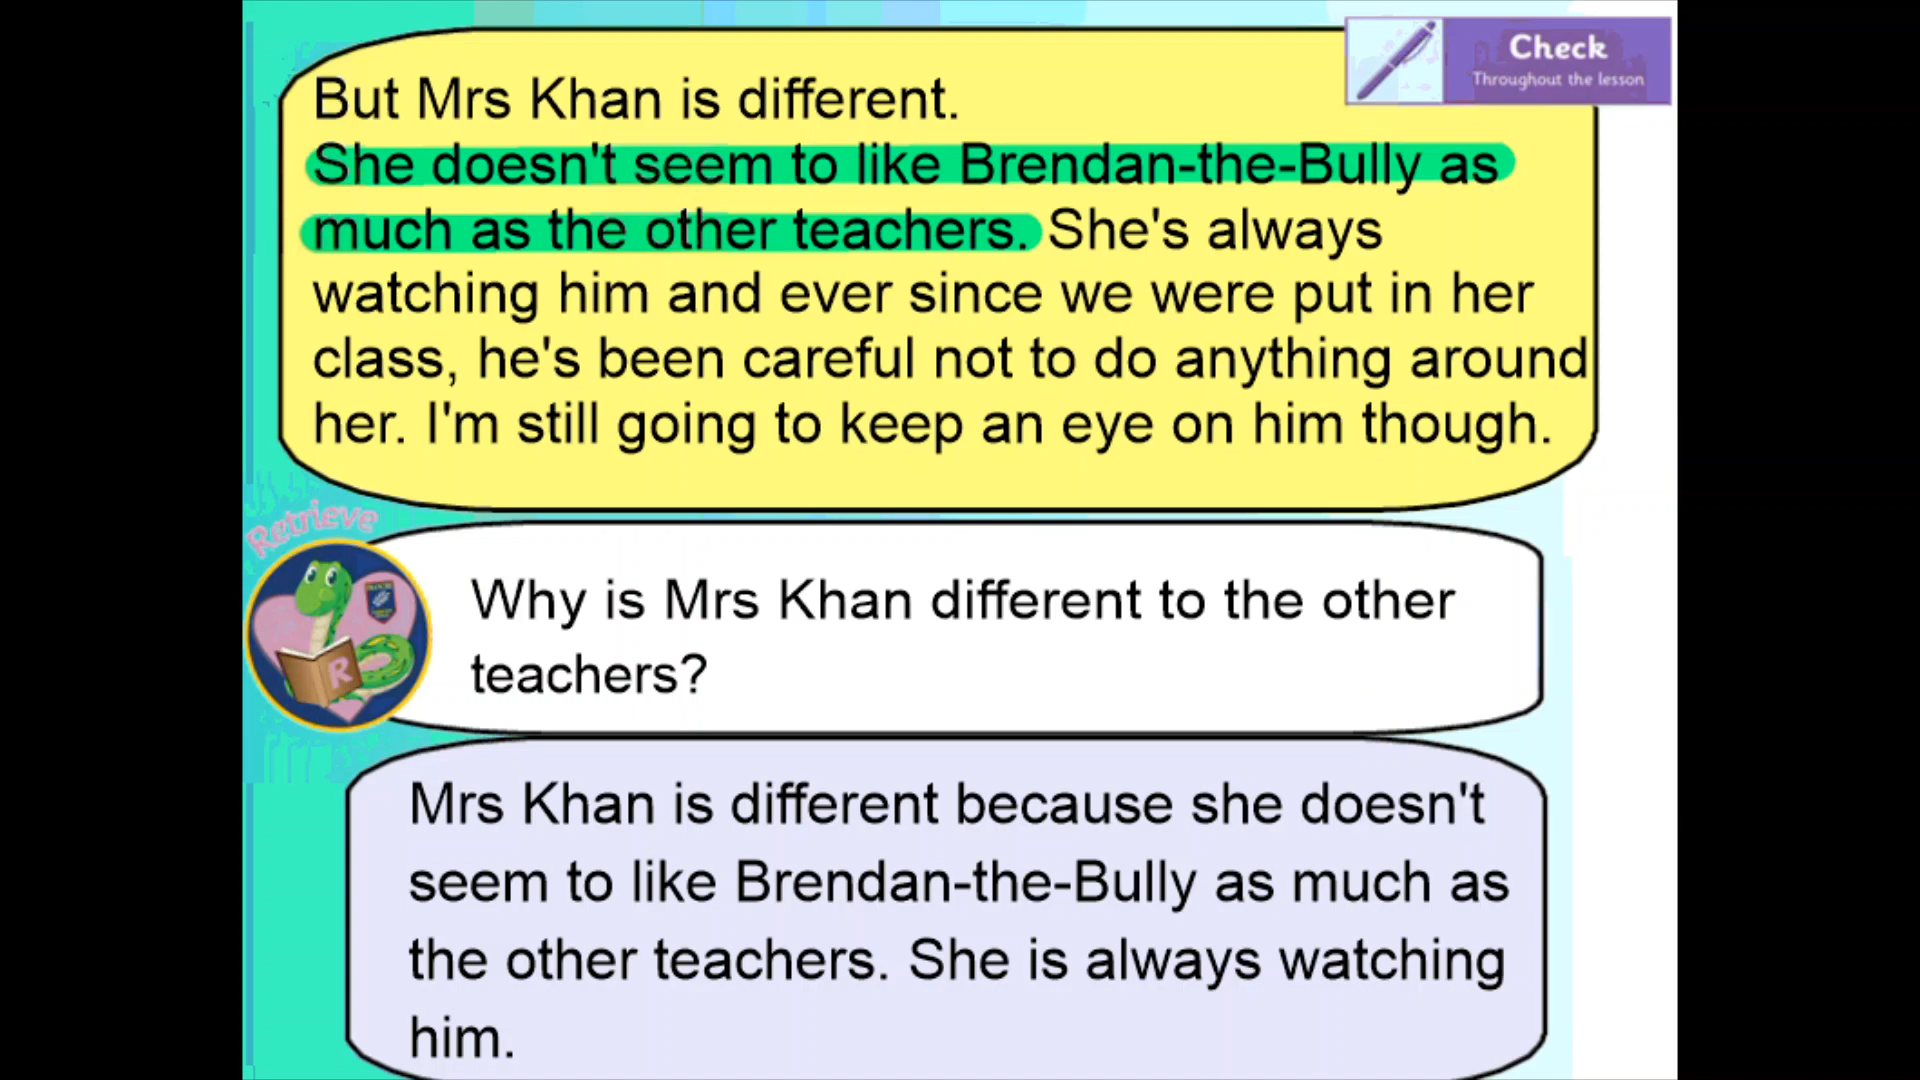 Check
Throughout the lesson
But Mrs Khan is different.
She doesn't seem to like Brendan-the-Bully as
much as the other teachers. She's always
watching him and ever since we were put in her
class, he's been careful not to do anything around
her. I'm still going to keep an eye on him though.
Retrieve
R
Why is Mrs Khan different to the other
teachers?
Mrs Khan is different because she doesn't
seem to like Brendan-the-Bully as much as
the other teachers. She is always watching
him.